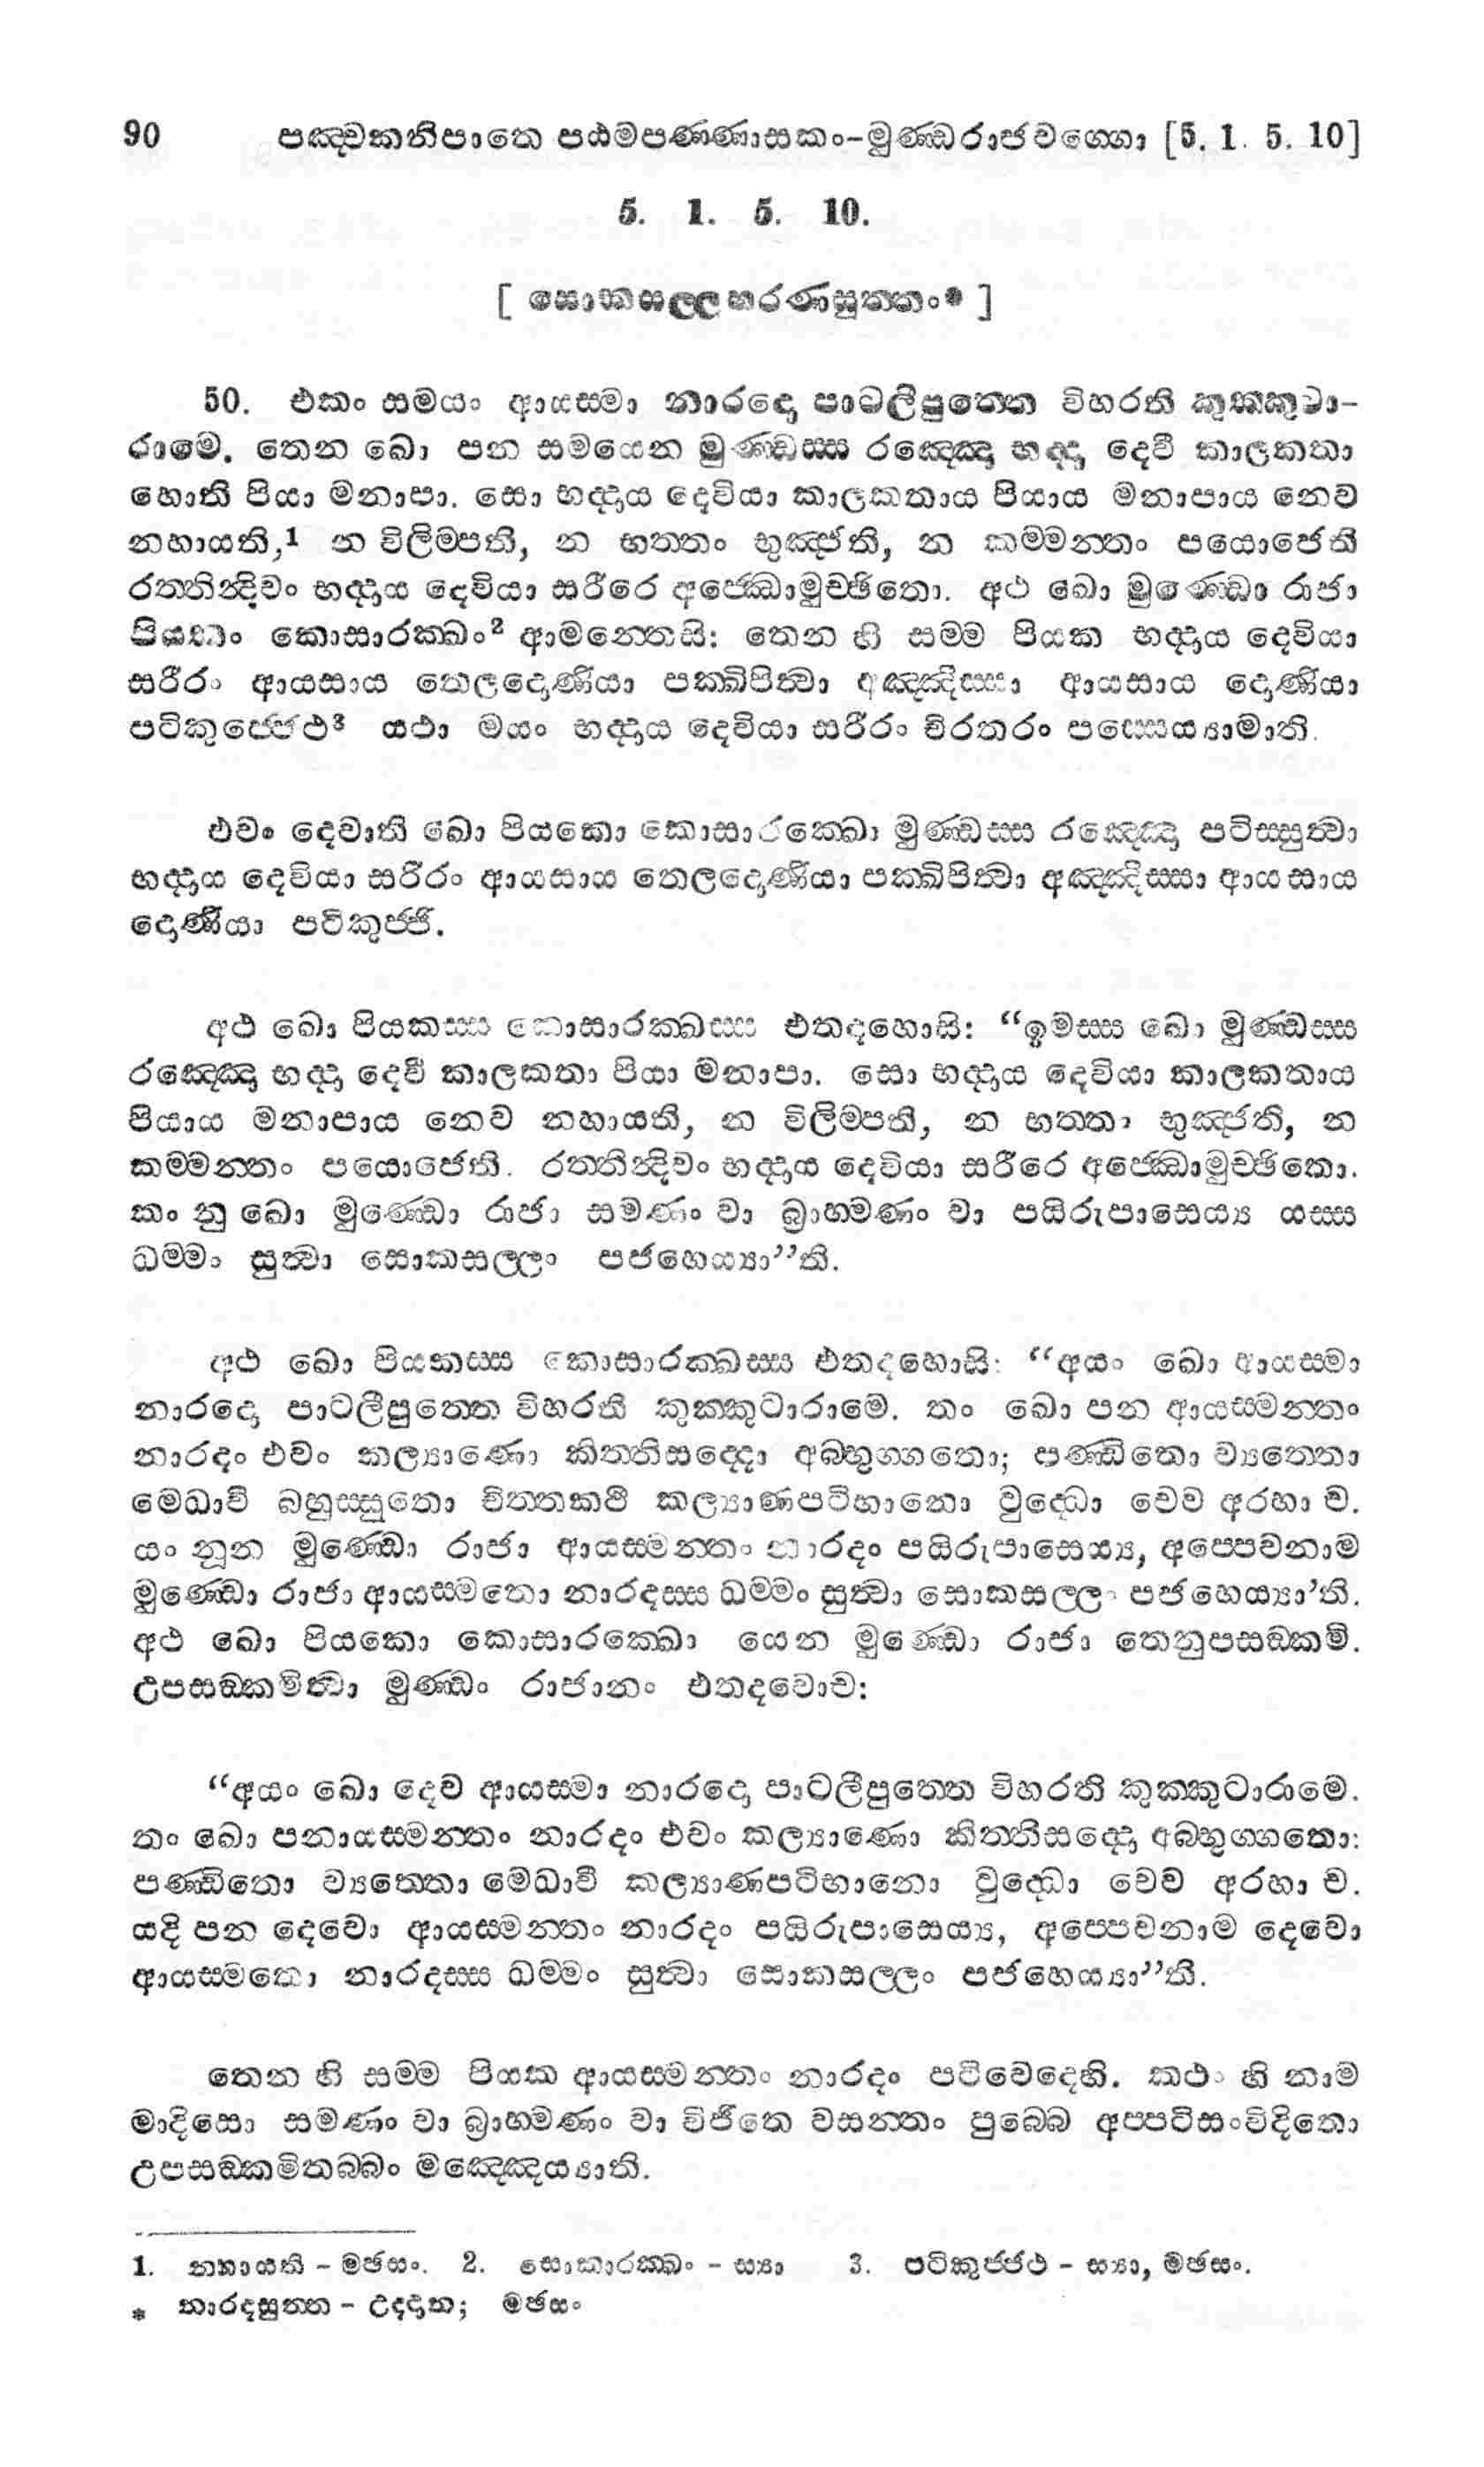 90 පඤ්චකනිපාතෙ පඨමපණ්ණාසකං-මුණ්ඩරාජවග්ගො [5. 1. 5. 10]
5. 1. 5. 10.
[ සොකසල්ලහරණසුත්තං* ]
50. එකං සමයං ආයස්මා නාරදො පාටලීපුත්තෙ විහරති කුක්කුටා-
රාමෙ. තෙන ඛො පන සමයෙන මුණ්ඩස්ස රඤ්ඤො භද්දා දෙවී කාලකතා
හොති පියා මනාපා. සො භද්දාය දෙවියා කාලකතාය පියාය මනාපාය නෙව
නහායති,1 න විලිම්පති, න භත්තං භුඤ්ජති, න කම්මන්තං පයොජෙති
රත්තින්දිවං භද්දාය දෙවියා සරීරෙ අජ්ඣොමුච්ඡිතො. අථ ඛො මුණ්ඩො රාජා
පියකං කොසාරක්ඛං2 ආමන්තෙසි: තෙන හි සම්ම පියක භද්දාය දෙවියා
සරීරං ආයසාය තෙලදොණියා පක්ඛිපිත්වා අඤ්ඤිස්සා ආයසාය දොණියා
පටිකුජ්ජෙථ3 යථා මයං භද්දාය දෙවියා සරීරං චිරතරං පස්සෙය්‍යාමාති.
එවං දෙවාති ඛො පියකො කොසාරක්ඛො මුණ්ඩස්ස රඤ්ඤො පටිස්සුත්වා
භද්දාය දෙවියා සරීරං ආයසාය තෙලදොණියා පක්ඛිපිත්වා අඤ්ඤිස්සා ආයසාය
දොණියා පටිකුජ්ජි.
අථ ඛො පියකස්ස කොසාරක්ඛස්ස එතදහොසි: “ඉමස්ස ඛො මුණ්ඩස්ස
රඤ්ඤො භද්දා දෙවී කාලකතා පියා මනාපා. සො භද්දාය දෙවියා කාලකතාය
පියාය මනාපාය නෙව නහායති, න විලිම්පති, න භත්තං භුඤ්ජති, න
කම්මන්තං පයොජෙති. රත්තින්දිවං භද්දාය දෙවියා සරීරෙ අජ්ඣොමුච්ඡිතො.
කං නු ඛො මුණ්ඩො රාජා සමණං වා බ්‍රාහ්මණං වා පයිරුපාසෙය්‍ය යස්ස
ධම්මං සුත්වා සොකසල්ලං පජහෙය්‍යා”ති.
අථ ඛො පියකස්ස කොසාරක්ඛස්ස එතදහොසි: “අයං ඛො ආයස්මා
නාරදො පාටලීපුත්තෙ විහරති කුක්කුටාරාමෙ. තං ඛො පන ආයස්මන්තං
නාරදං එවං කල්‍යාණො කිත්තිසද්දො අබ්භුග්ගතො; පණ්ඩිතො ව්‍යත්තො
මෙධාවී බහුස්සුතො චිත්තකථී කල්‍යාණපටිභානො වුද්ධො චෙව අරහා ච.
යං නූන මුණ්ඩො රාජා ආයස්මන්තං නාරදං පයිරුපාසෙය්‍ය, අප්පෙවනාම
මුණ්ඩො රාජා ආයස්මතො නාරදස්ස ධම්මං සුත්වා සොකසල්ලං පජහෙය්‍යා’ති.
අථ ඛො පියකො කොසාරක්ඛො යෙන මුණ්ඩො රාජා තෙනුපසඞ්කමි.
උපසඞ්කමිත්වා මුණ්ඩං රාජානං එතදවොච:
“අයං ඛො දෙව ආයස්මා නාරදො පාටලීපුත්තෙ විහරති කුක්කුටාරාමෙ.
තං ඛො පනායස්මන්තං නාරදං එවං කල්‍යාණො කිත්තිසද්දො අබ්භුග්ගතො:
පණ්ඩිතො ව්‍යත්තො මෙධාවී කල්‍යාණපටිභානො වුද්ධො චෙව අරහා ච.
යදි පන දෙවො ආයස්මන්තං නාරදං පයිරුපාසෙය්‍ය, අප්පෙවනාම දෙවො
ආයස්මතො නාරදස්ස ධම්මං සුත්වා සොකසල්ලං පජහෙය්‍යා”ති.
තෙන හි සම්ම පියක ආයස්මන්තං නාරදං පටිවෙදෙහි. කථං හි නාම
මාදිසො සමණං වා බ්‍රාහ්මණං වා විජිතෙ වසන්තං පුබ්බෙ අප්පටිසංවිදිතො
උපසඞ්කමිතබ්බං මඤ්ඤෙය්‍යාති.
1. නහායති - මඡසං. 2. සොකාරක්ඛං - ස්‍යා 3. පටිකුජ්ජථ - ස්‍යා, මඡසං.
* නාරදසුත්ත - උද්දාන; මඡසං